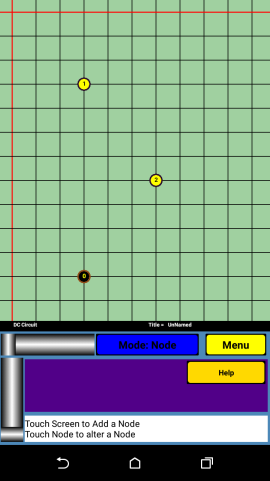 1
2
0
DC Circuit Title = UnNamed
Mode: Node Menu
Help
Touch Screen to Add a Node
Touch Node to alter a Node